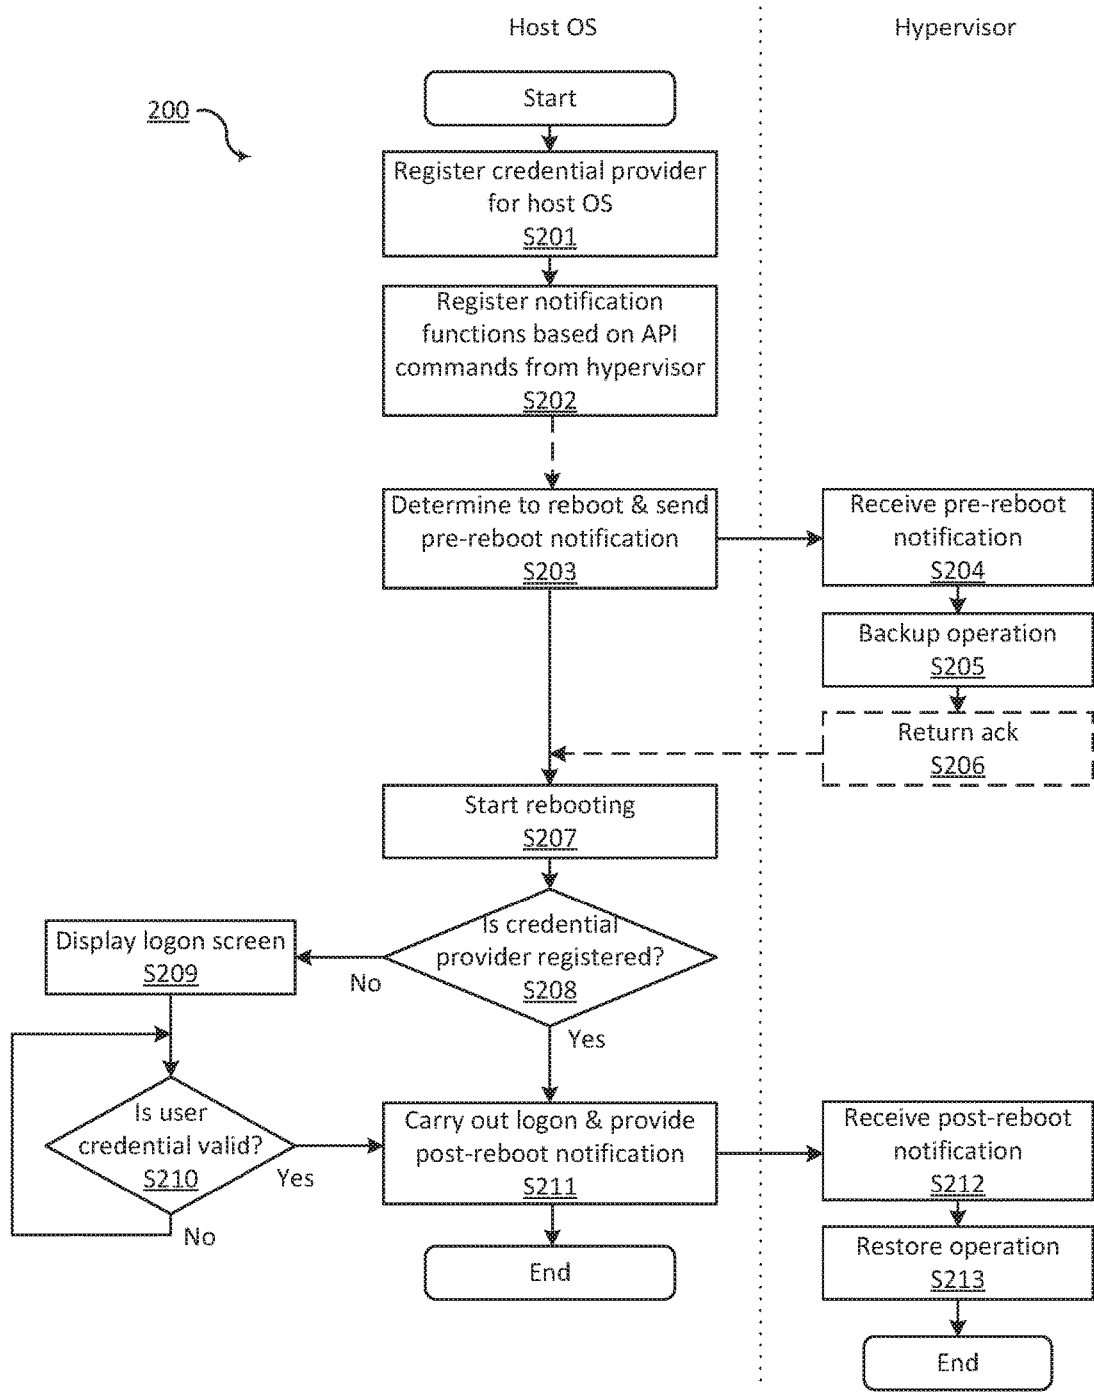 Host OS
Hypervisor
200
Start
Register credential provider
for host OS
S201
Register notification
functions based on API
commands from hypervisor
S202
Determine to reboot & send
pre-reboot notification
S203
Receive pre-reboot
notification
S204
Backup operation
S205
Return ack
S206
Start rebooting
S207
Is credential
provider registered?
S208
No
Yes
Display logon screen
S209
Is user
credential valid?
S210
Yes
No
Carry out logon & provide
post-reboot notification
S211
Receive post-reboot
notification
S212
Restore operation
S213
End
End